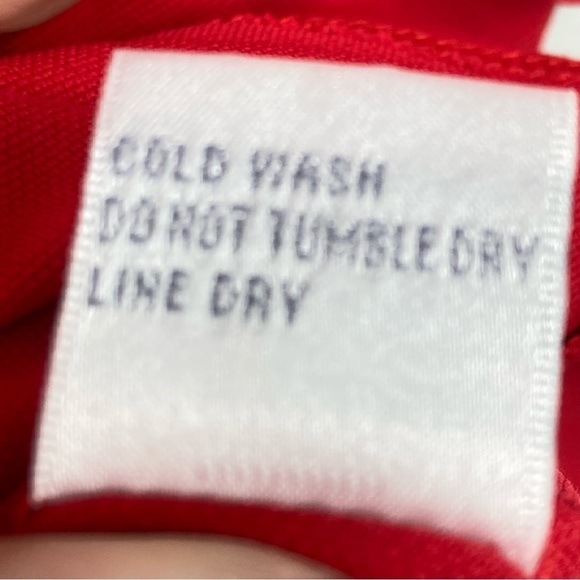 COLD WASH
DO NOT TUMBLE DRY
LINE DRY